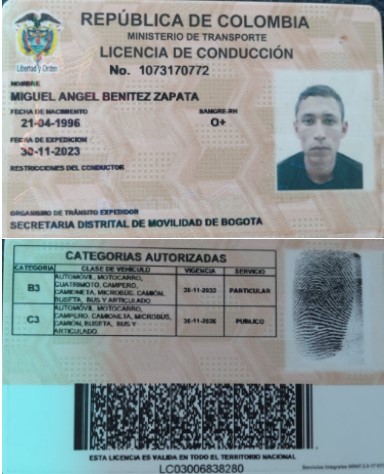 REPÚBLICA DE COLOMBIA
MINISTERIO DE TRANSPORTE
LICENCIA DE CONDUCCIÓN
Libertad y Orden
No. 1073170772
NOMBRE
MIGUEL ANGEL BENITEZ ZAPATA
FECHA DE NACIMIENTO SANGRE-RH
21-04-1996 O+
FECHA DE EXPEDICION
30-11-2023
RESTRICCIONES DEL CONDUCTOR
ORGANISMO DE TRÁNSITO EXPEDIDOR
SECRETARIA DISTRITAL DE MOVILIDAD DE BOGOTA
CATEGORIAS AUTORIZADAS
CATEGORIA CLASE DE VEHICULO VIGENCIA SERVICIO
AUTOMOVIL, MOTOCARRO,
CUATRIMOTO, CAMPERO,
B3 CAMIONETA, MICROBUS, CAMIÓN, 30-11-2033 PARTICULAR
BUSETA, BUS Y ARTICULADO
AUTOMÓVIL, MOTOCARRO,
CAMPERO, CAMIONETA, MICROBUS,
C3 CAMION, BUSETA, BUS Y 30-11-2026 PUBLICO
ARTICULADO
ESTA LICENCIA ES VALIDA EN TODO EL TERRITORIO NACIONAL
LC03006838280